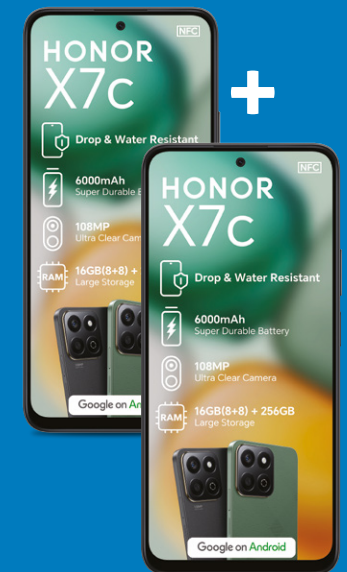 NFC
HONOR
X7c
Drop & Water Resistant
6000mAh
Super Durable
108MP
Ultra Clear
16GB(8+8) +
RAM
Large Storage
Google on
+
NFC
HONOR
X7c
Drop & Water Resistant
6000mAh
Super Durable Battery
108MP
Ultra Clear Camera
16GB(8+8) + 256GB
RAM
Large Storage
Google on Android